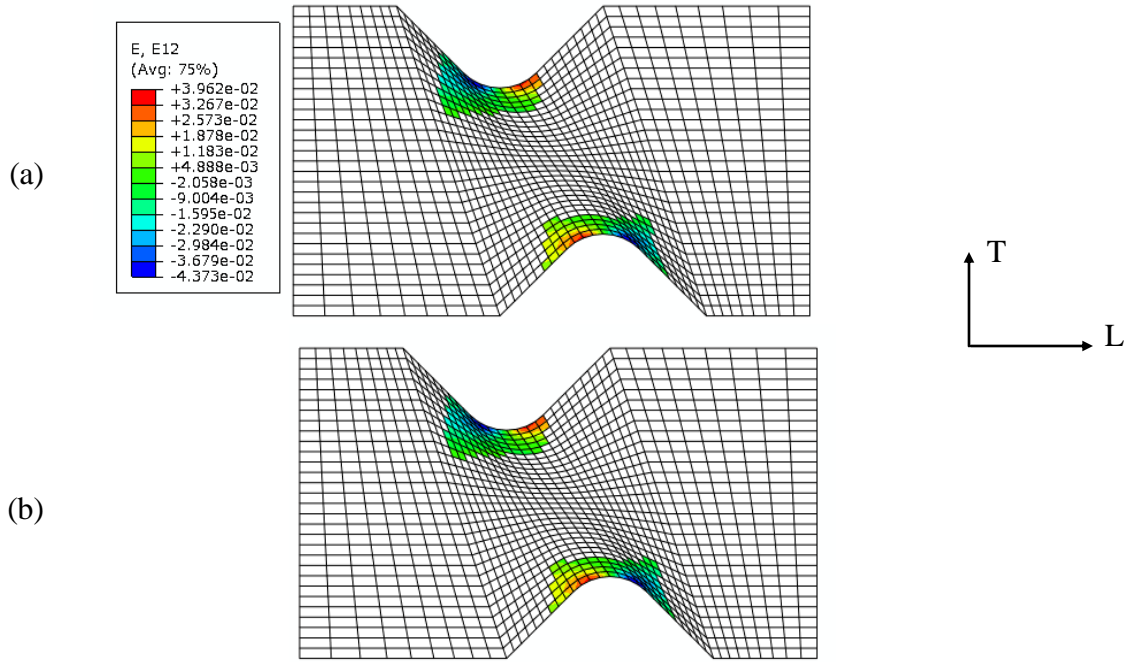 E, E12
(Avg: 75%)
+3.962e-02
+3.267e-02
+2.573e-02
+1.878e-02
+1.183e-02
+4.888e-03
-2.058e-03
-9.004e-03
-1.595e-02
-2.290e-02
-2.984e-02
-3.679e-02
-4.373e-02
(a)
T
L
(b)